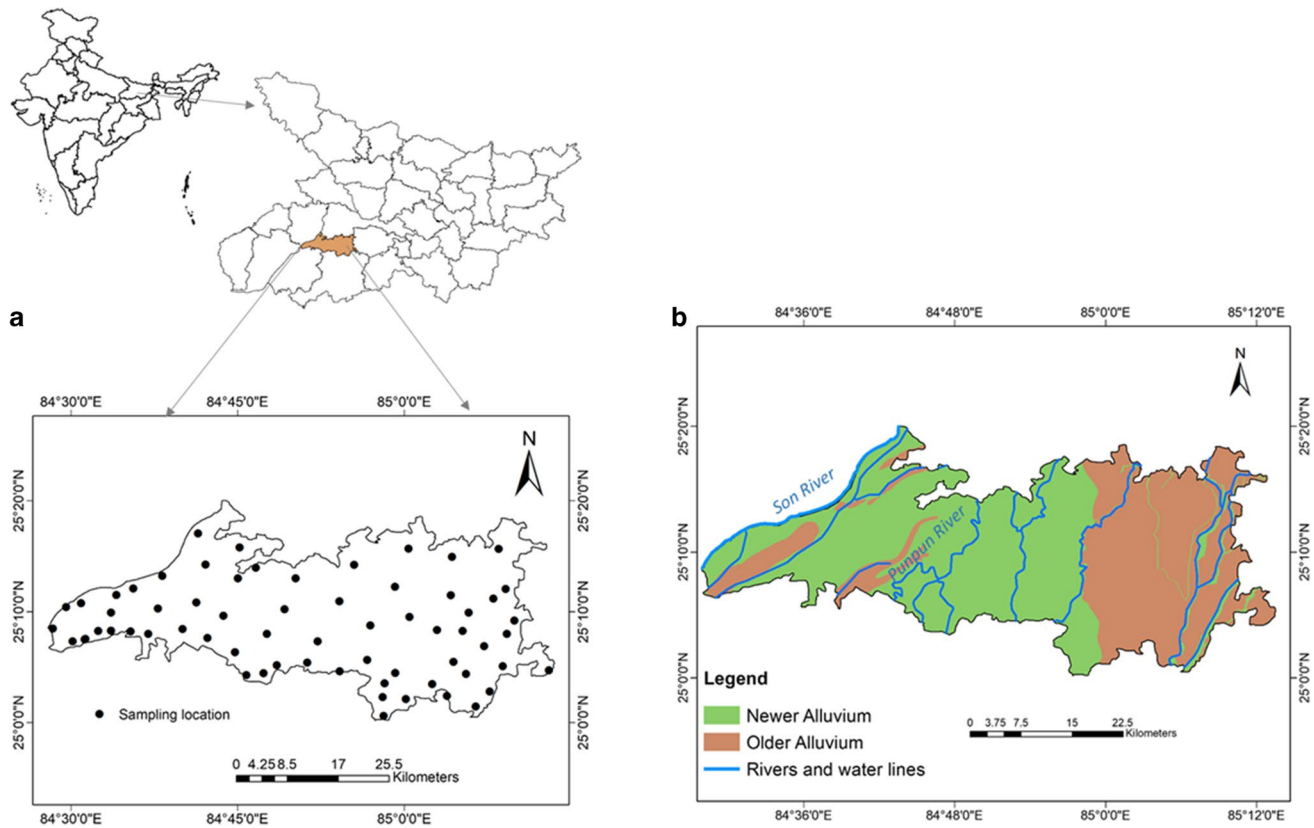 a
84°30'0"E
84°45'0"E
85°0'0"E
N
25°20'0"N
25°20'0"N
25°10'0"N
25°10'0"N
25°0'0"N
25°0'0"N
Sampling location
0 4.25 8.5 17 25.5
Kilometers
84°30'0"E
84°45'0"E
85°0'0"E
b
84°36'0"E
84°48'0"E
85°0'0"E
85°12'0"E
N
25°20'0"N
25°20'0"N
Son River
Punpun River
25°10'0"N
25°10'0"N
25°0'0"N
25°0'0"N
Legend
Newer Alluvium
Older Alluvium
Rivers and water lines
0 3.75 7.5 15 22.5
Kilometers
84°36'0"E
84°48'0"E
85°0'0"E
85°12'0"E